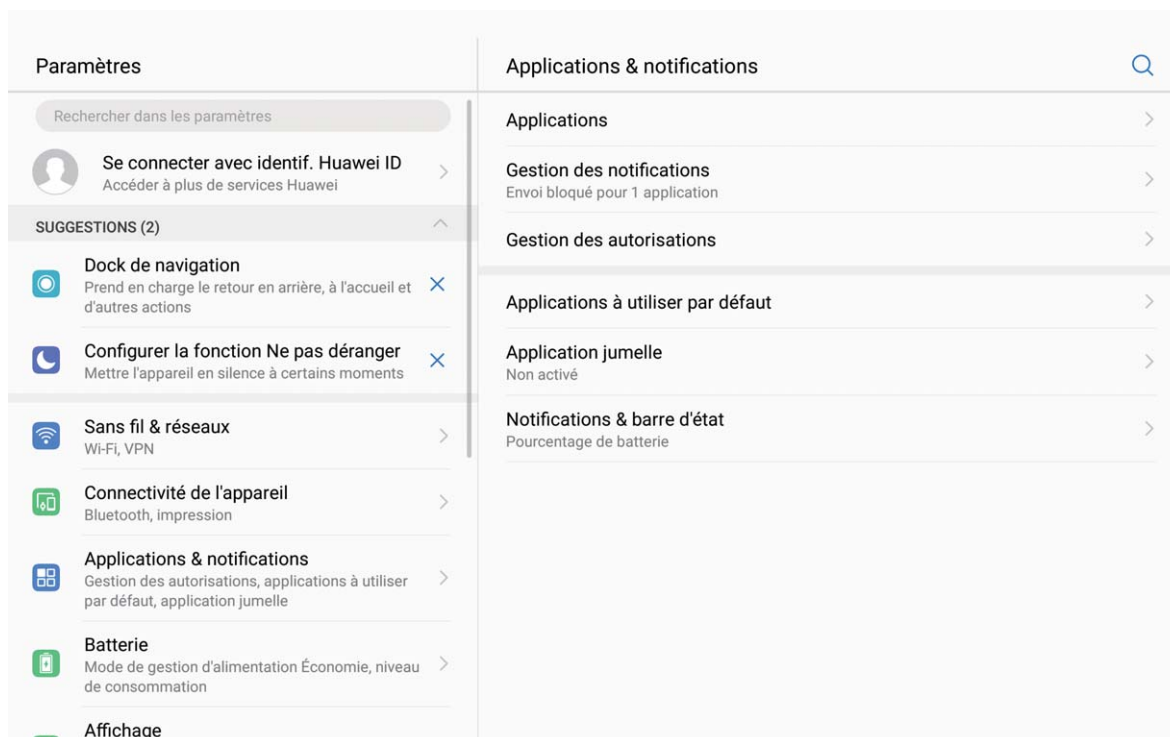 Paramètres
Rechercher dans les paramètres
Se connecter avec identif. Huawei ID
Accéder à plus de services Huawei
SUGGESTIONS (2)
Dock de navigation
Prend en charge le retour en arrière, à l'accueil et
d'autres actions
Configurer la fonction Ne pas déranger
Mettre l'appareil en silence à certains moments
Sans fil & réseaux
Wi-Fi, VPN
Connectivité de l'appareil
Bluetooth, impression
Applications & notifications
Gestion des autorisations, applications à utiliser
par défaut, application jumelle
Batterie
Mode de gestion d'alimentation Économie, niveau
de consommation
Affichage
Applications & notifications
Applications
Gestion des notifications
Envoi bloqué pour 1 application
Gestion des autorisations
Applications à utiliser par défaut
Application jumelle
Non activé
Notifications & barre d'état
Pourcentage de batterie